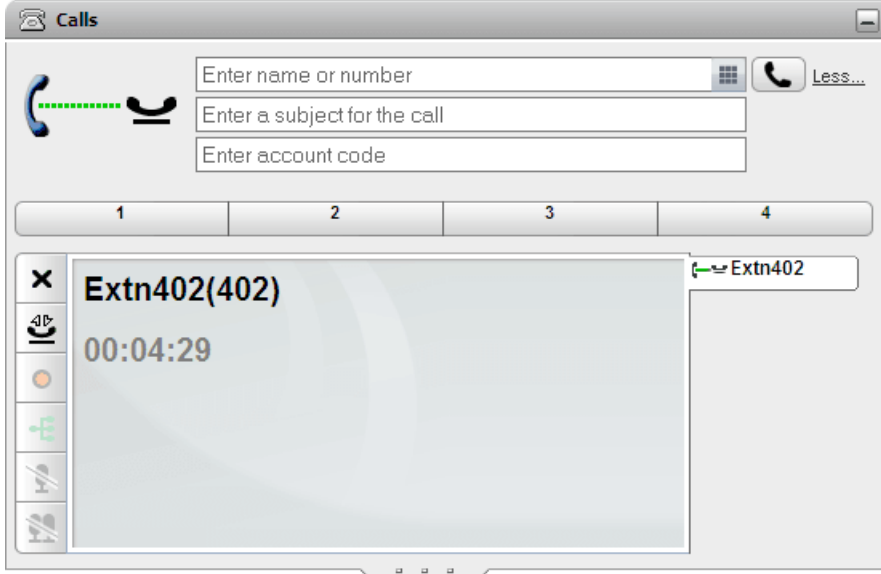 Calls
Enter name or number
Less...
Enter a subject for the call
Enter account code
1 2 3 4
Extn402(402)
Extn402
00:04:29